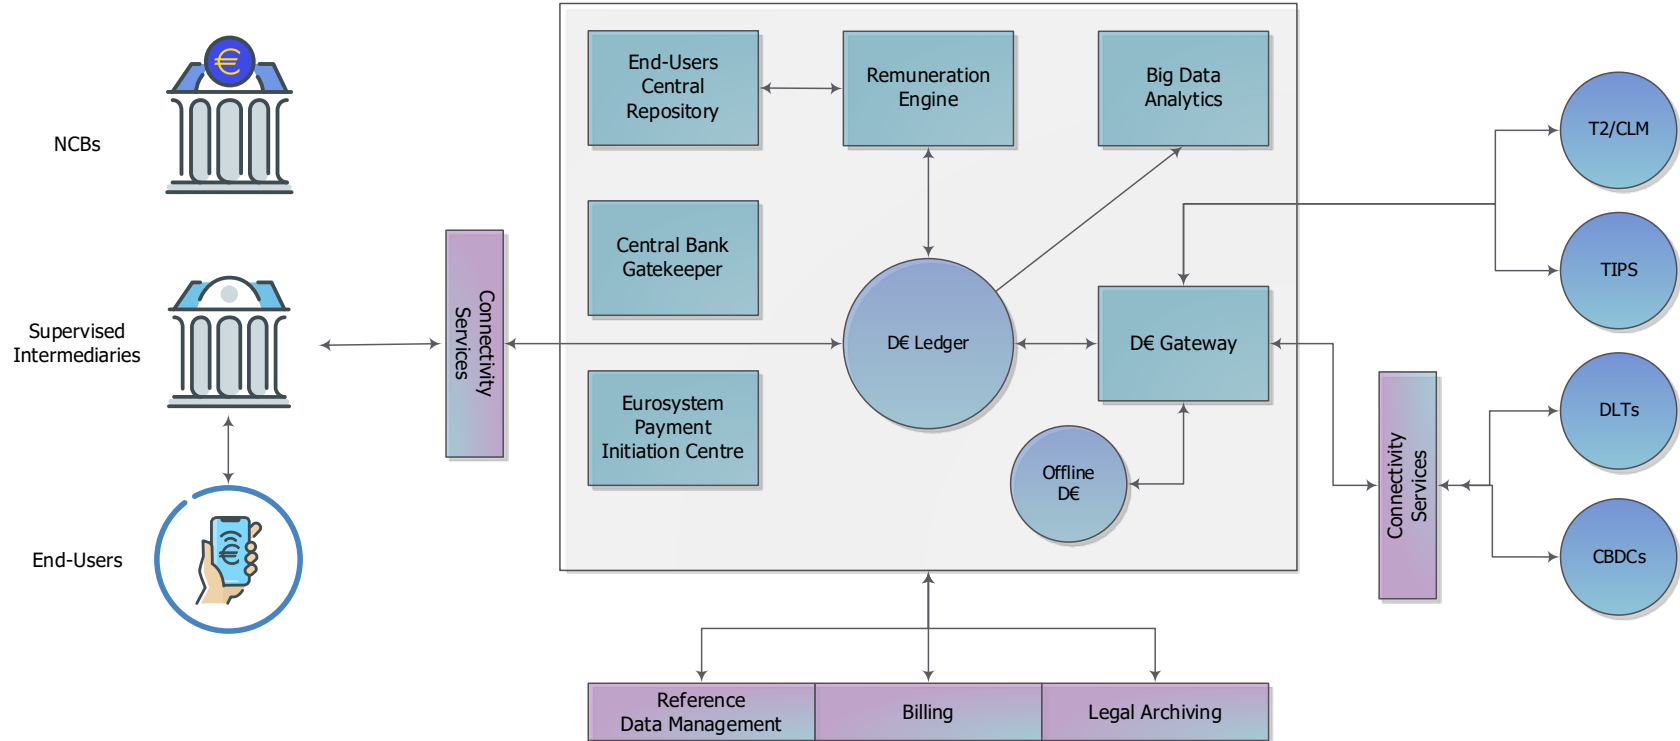 NCBs
€
Supervised
Intermediaries
End-Users
€
Connectivity
Services
End-Users
Central
Repository
Remuneration
Engine
Big Data
Analytics
Central Bank
Gatekeeper
Eurosystem
Payment
Initiation Centre
D€ Ledger
D€ Gateway
Offline
D€
Connectivity
Services
T2/CLM
TIPS
DLTs
CBDCs
Reference
Data Management
Billing
Legal Archiving